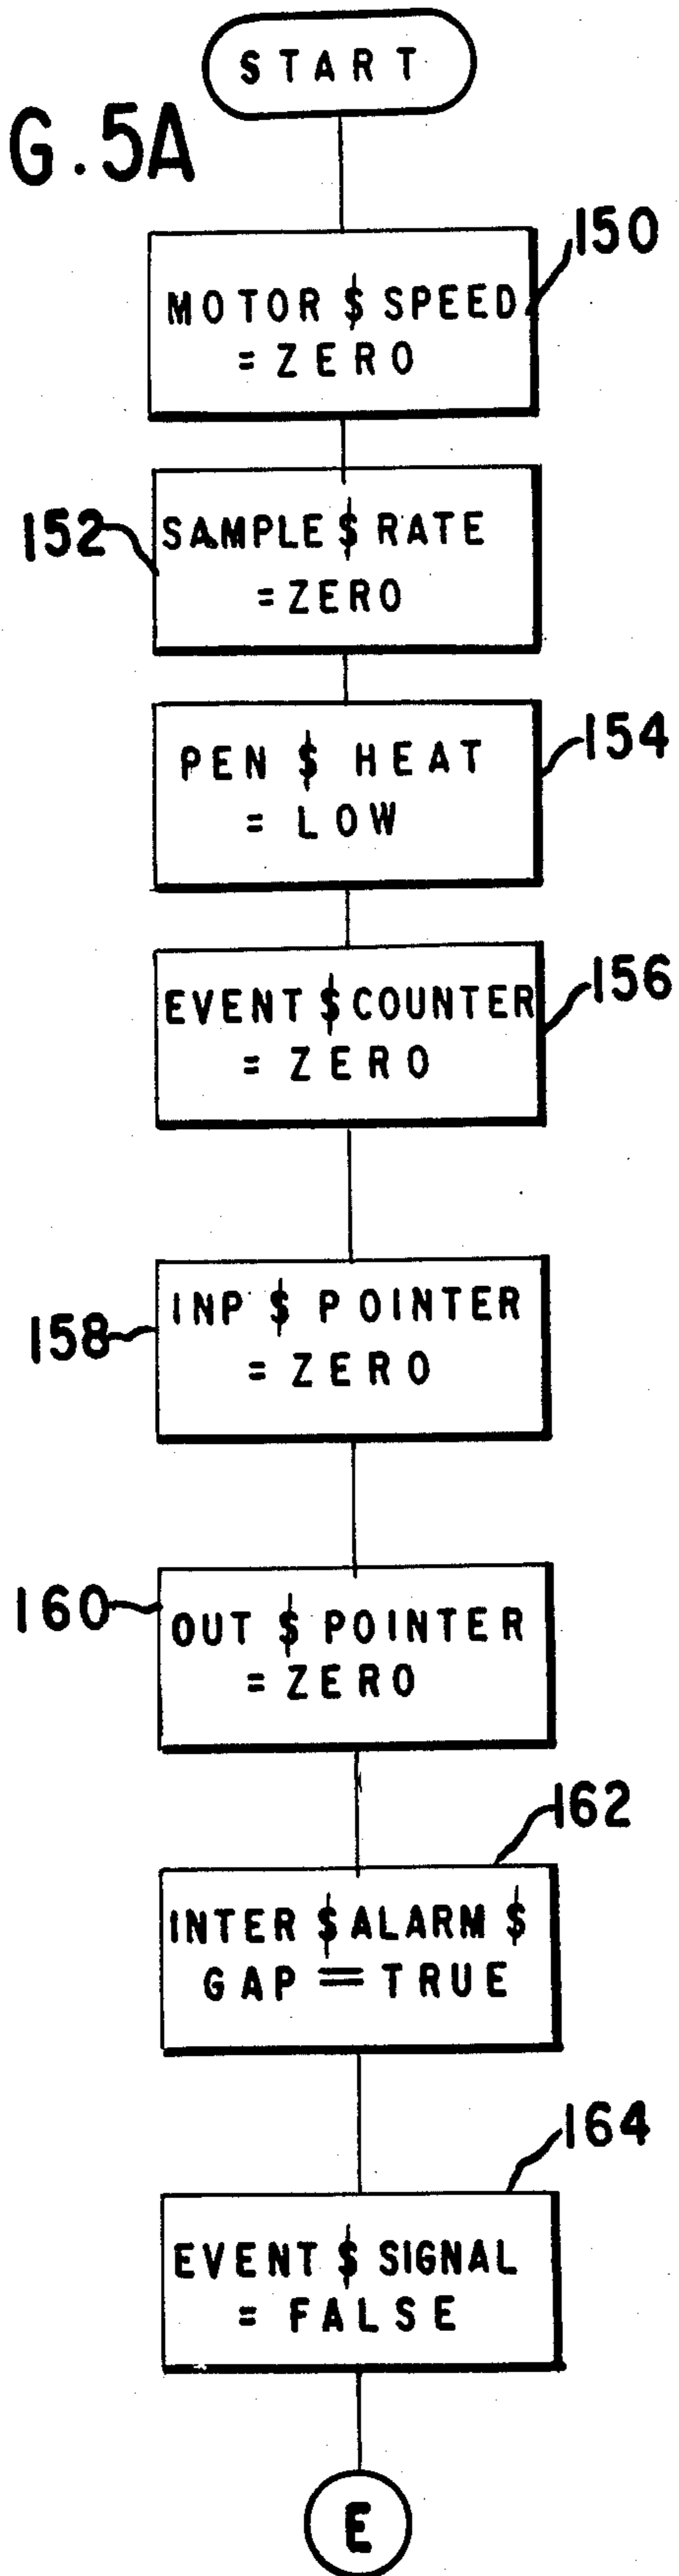 START
G.5A
150
MOTOR $ SPEED
= ZERO
152
SAMPLE $ RATE
= ZERO
154
PEN $ HEAT
= LOW
156
EVENT $ COUNTER
= ZERO
158
INP $ POINTER
= ZERO
160
OUT $ POINTER
= ZERO
162
INTER $ ALARM $
GAP = TRUE
164
EVENT $ SIGNAL
= FALSE
E